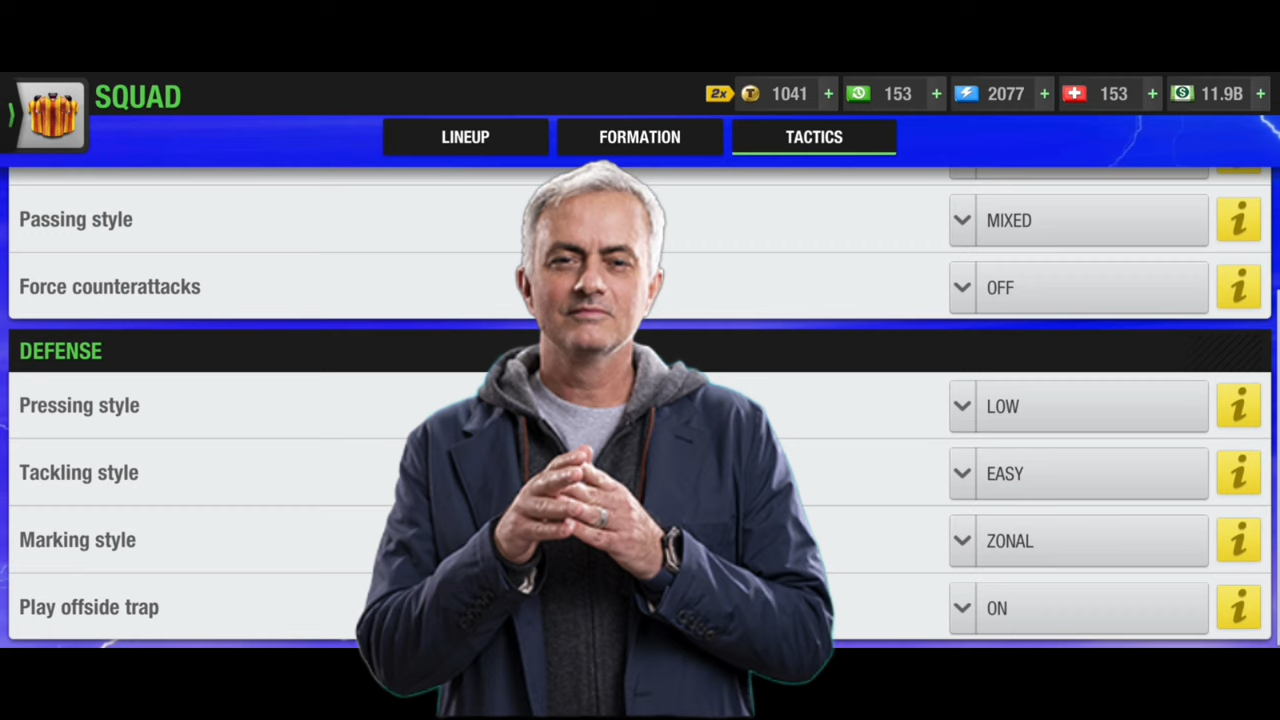 SQUAD
2x T 1041 + 153 + 2077 + 153 + S 11.9B +
LINEUP FORMATION TACTICS
Passing style MIXED i
Force counterattacks OFF i
DEFENSE
Pressing style LOW i
Tackling style EASY i
Marking style ZONAL i
Play offside trap ON i